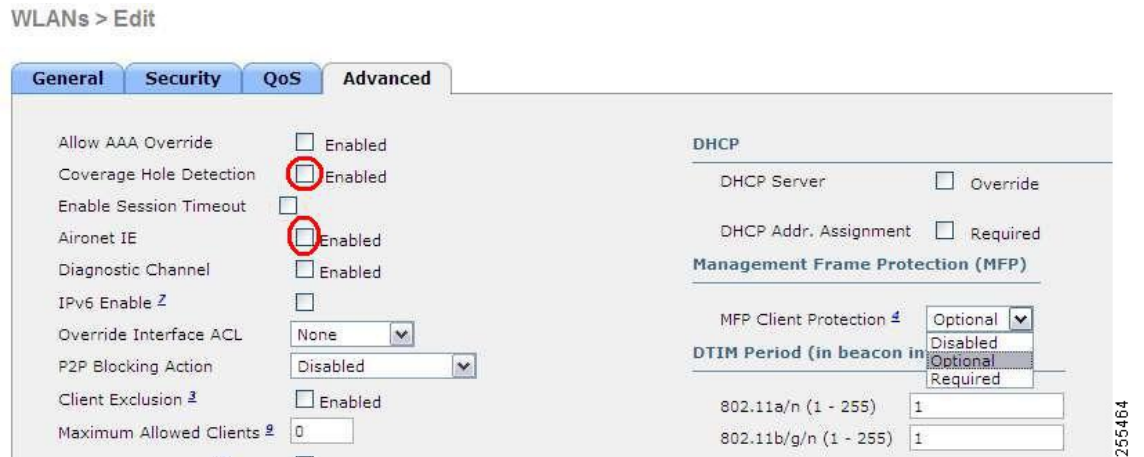 WLANs > Edit
General Security QoS Advanced
Allow AAA Override Enabled
Coverage Hole Detection Enabled
Enable Session Timeout
Aironet IE Enabled
Diagnostic Channel Enabled
IPv6 Enable 7
Override Interface ACL None
P2P Blocking Action Disabled
Client Exclusion 3 Enabled
Maximum Allowed Clients 9 0
DHCP
DHCP Server Override
DHCP Addr. Assignment Required
Management Frame Protection (MFP)
MFP Client Protection 4 Optional
Disabled
Optional
Required
DTIM Period (in beacon in
802.11a/n (1 - 255) 1
802.11b/g/n (1 - 255) 1
255464